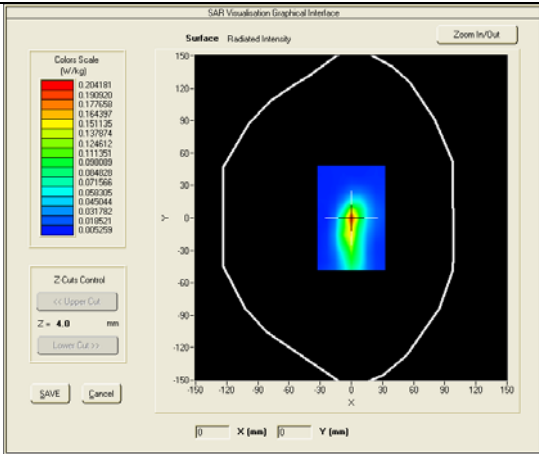 SAR Visualisation Graphical Interface
Surface Radiated Intensity
Zoom In/Out
Colors Scale
(W/kg)
0.204181
0.190920
0.177658
0.164397
0.151135
0.137874
0.124612
0.111351
0.098089
0.084828
0.071566
0.058305
0.045044
0.031782
0.018521
0.005259
150
120
90
60
30
0
-30
-60
-90
-120
-150
Y
-150 -120 -90 -60 -30 0 30 60 90 120 150
X
Z-Cuts Control
<< Upper Cut
Z = 4.0 mm
Lower Cut >>
SAVE Cancel
0 X (mm) 0 Y (mm)